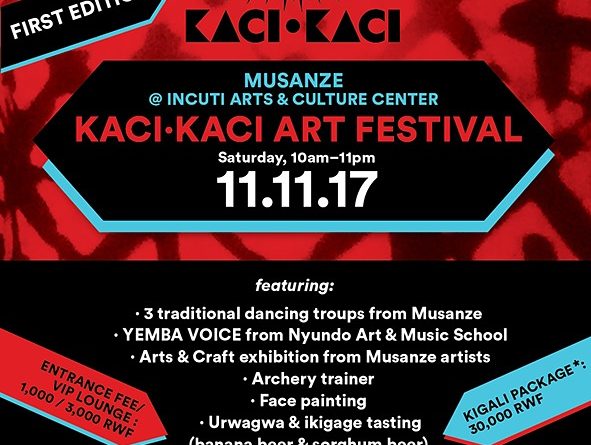 FIRST EDITIO
KACI·KACI
MUSANZE
@ INCUTI ARTS & CULTURE CENTER
KACI·KACI ART FESTIVAL
Saturday, 10am–11pm
11.11.17
featuring:
· 3 traditional dancing troups from Musanze
· YEMBA VOICE from Nyundo Art & Music School
· Arts & Craft exhibition from Musanze artists
· Archery trainer
· Face painting
· Urwagwa & ikigage tasting
(banana beer & sorghum beer)
ENTRANCE FEE/
VIP LOUNGE :
1,000 / 3,000 RWF
KIGALI PACKAGE*:
30,000 RWF